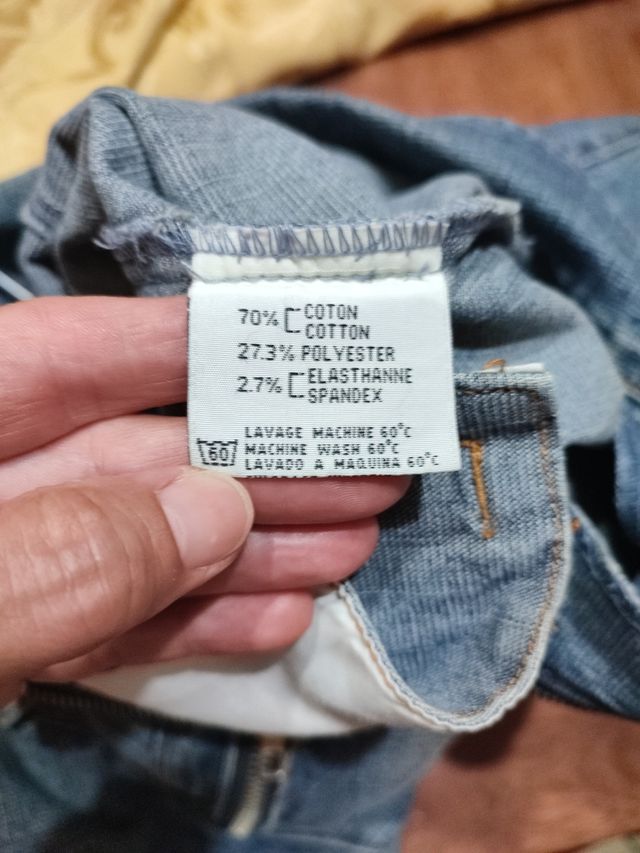 70% COTON
COTTON
27.3% POLYESTER
2.7% ELASTHANNE
SPANDEX
LAVAGE MACHINE 60°C
60 MACHINE WASH 60°C
LAVADO A MAQUINA 60°C